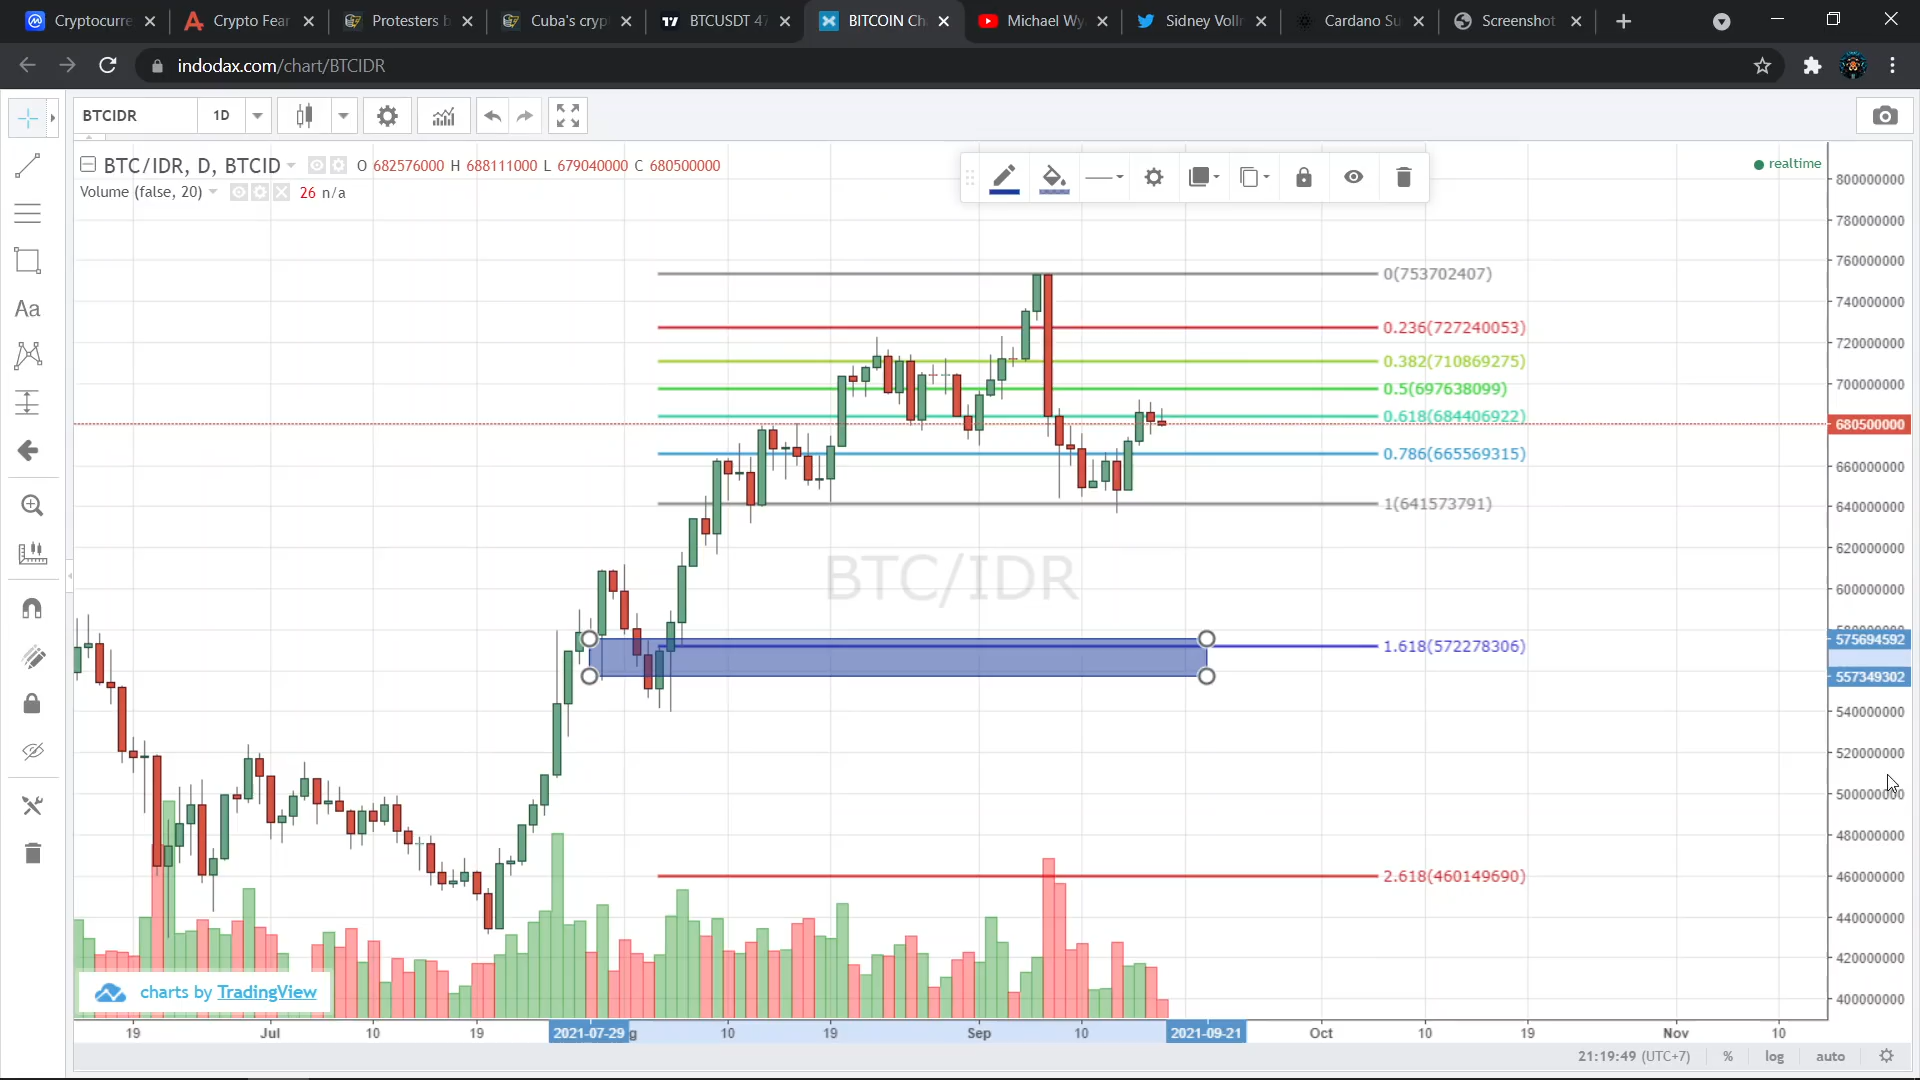 Cryptocurre
Crypto Fear
Protesters b
Cuba's cryp
BTCUSDT 47
BITCOIN Ch
Michael Wy
Sidney Vollr
Cardano Su
Screenshot
indodax.com/chart/BTCIDR
BTCIDR
1D
BTC/IDR, D, BTCID O 682576000 H 688111000 L 679040000 C 680500000
Volume (false, 20) 26 n/a
realtime
Aa
0(753702407)
0.236(727240053)
0.382(710869275)
0.5(697638099)
0.618(684406922)
0.786(665569315)
1(641573791)
BTC/IDR
1.618(572278306)
2.618(460149690)
800000000
780000000
760000000
740000000
720000000
700000000
680500000
660000000
640000000
620000000
600000000
580000000
575694592
557349302
540000000
520000000
500000000
480000000
460000000
440000000
420000000
400000000
charts by TradingView
19 Jul 10 19 2021-07-29 g 10 19 Sep 10 2021-09-21 Oct 10 19 Nov 10
21:19:49 (UTC+7) % log auto